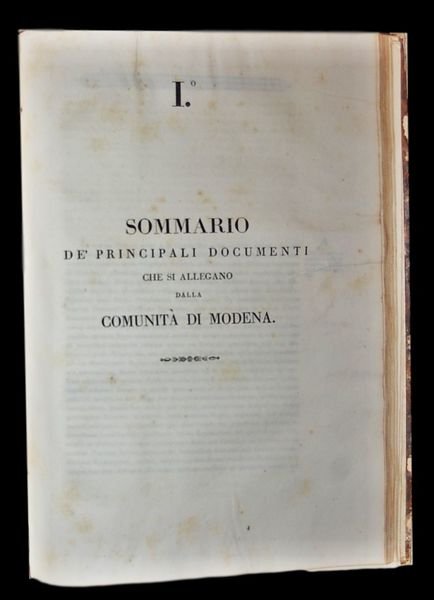 I.º
SOMMARIO
DE' PRINCIPALI DOCUMENTI
CHE SI ALLEGANO
DALLA
COMUNITÀ DI MODENA.